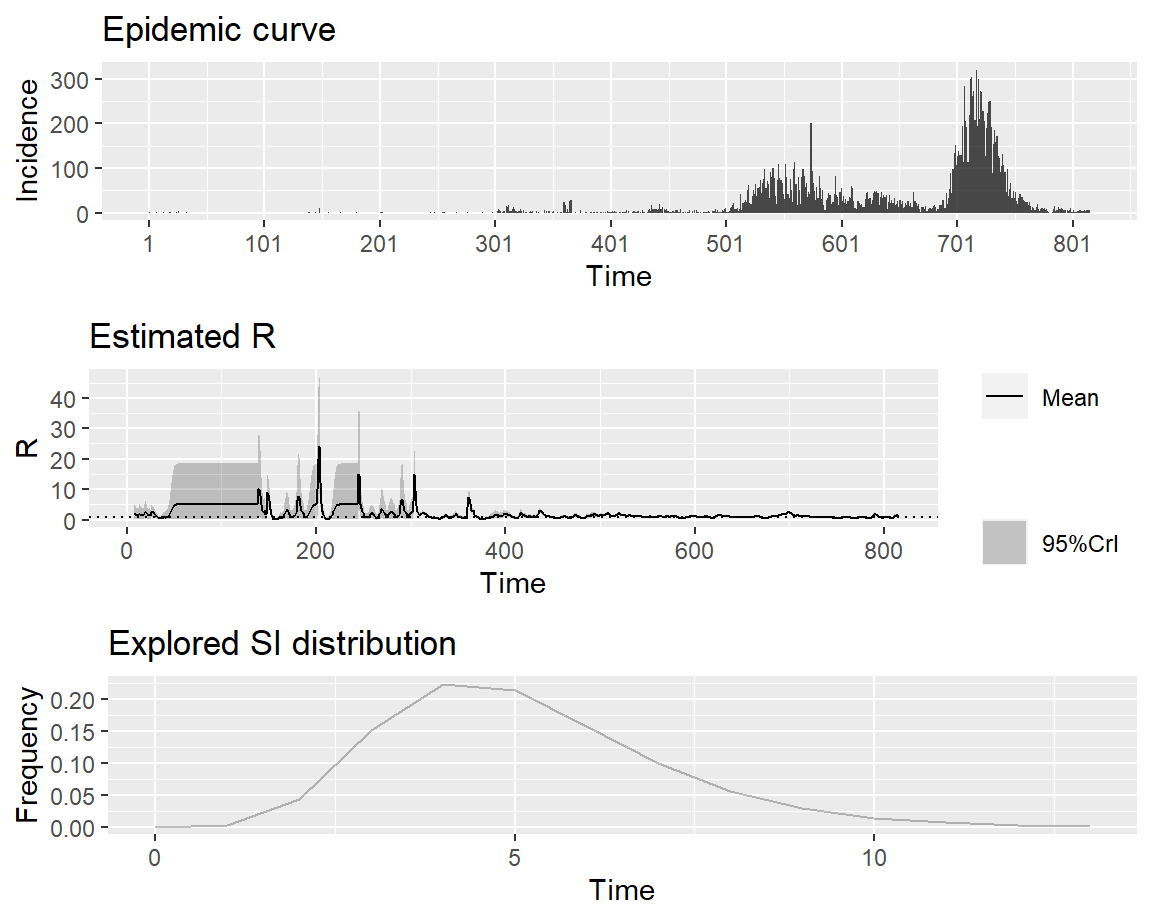 Epidemic curve
300
200
100
0
Incidence
1 101 201 301 401 501 601 701 801
Time
Estimated R
40
30
20
10
0
R
0 200 400 600 800
Time
Mean
95%CrI
Explored SI distribution
0.20
0.15
0.10
0.05
0.00
Frequency
0 5 10
Time